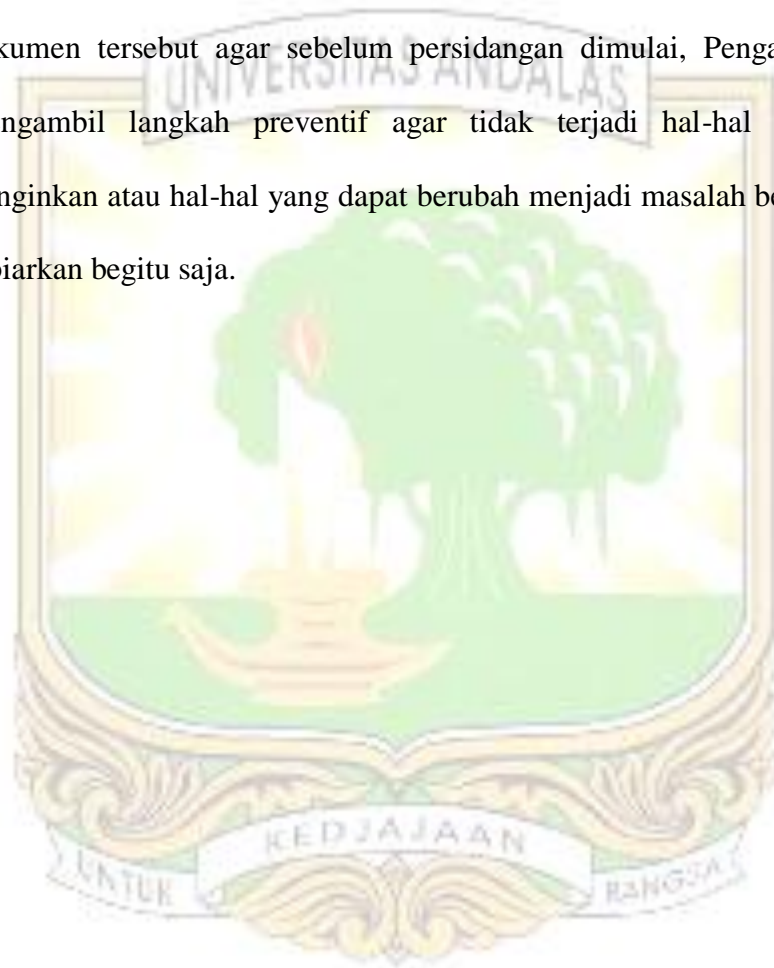 kumen tersebut agar sebelum persidangan dimulai, Penga
ngambil langkah preventif agar tidak terjadi hal-hal
nginkan atau hal-hal yang dapat berubah menjadi masalah be
biarkan begitu saja.
UNIVERSITAS ANDALAS
KEDJAJAAN
UNTUK
BANGSA